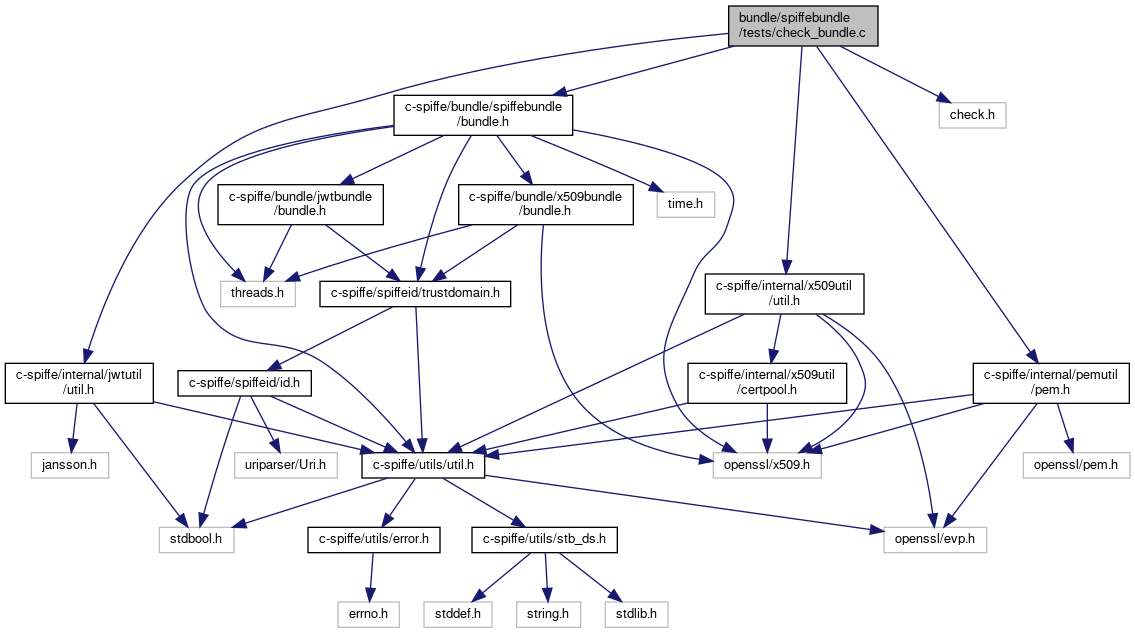 bundle/spiffebundle
/tests/check_bundle.c
c-spiffe/bundle/spiffebundle
/bundle.h
check.h
c-spiffe/bundle/jwtbundle
/bundle.h
c-spiffe/bundle/x509bundle
/bundle.h
time.h
threads.h
c-spiffe/spiffeid/trustdomain.h
c-spiffe/internal/x509util
/util.h
c-spiffe/internal/jwtutil
/util.h
c-spiffe/spiffeid/id.h
c-spiffe/internal/x509util
/certpool.h
c-spiffe/internal/pemutil
/pem.h
jansson.h
uriparser/Uri.h
c-spiffe/utils/util.h
openssl/x509.h
openssl/pem.h
stdbool.h
c-spiffe/utils/error.h
c-spiffe/utils/stb_ds.h
openssl/evp.h
errno.h
stddef.h
string.h
stdlib.h